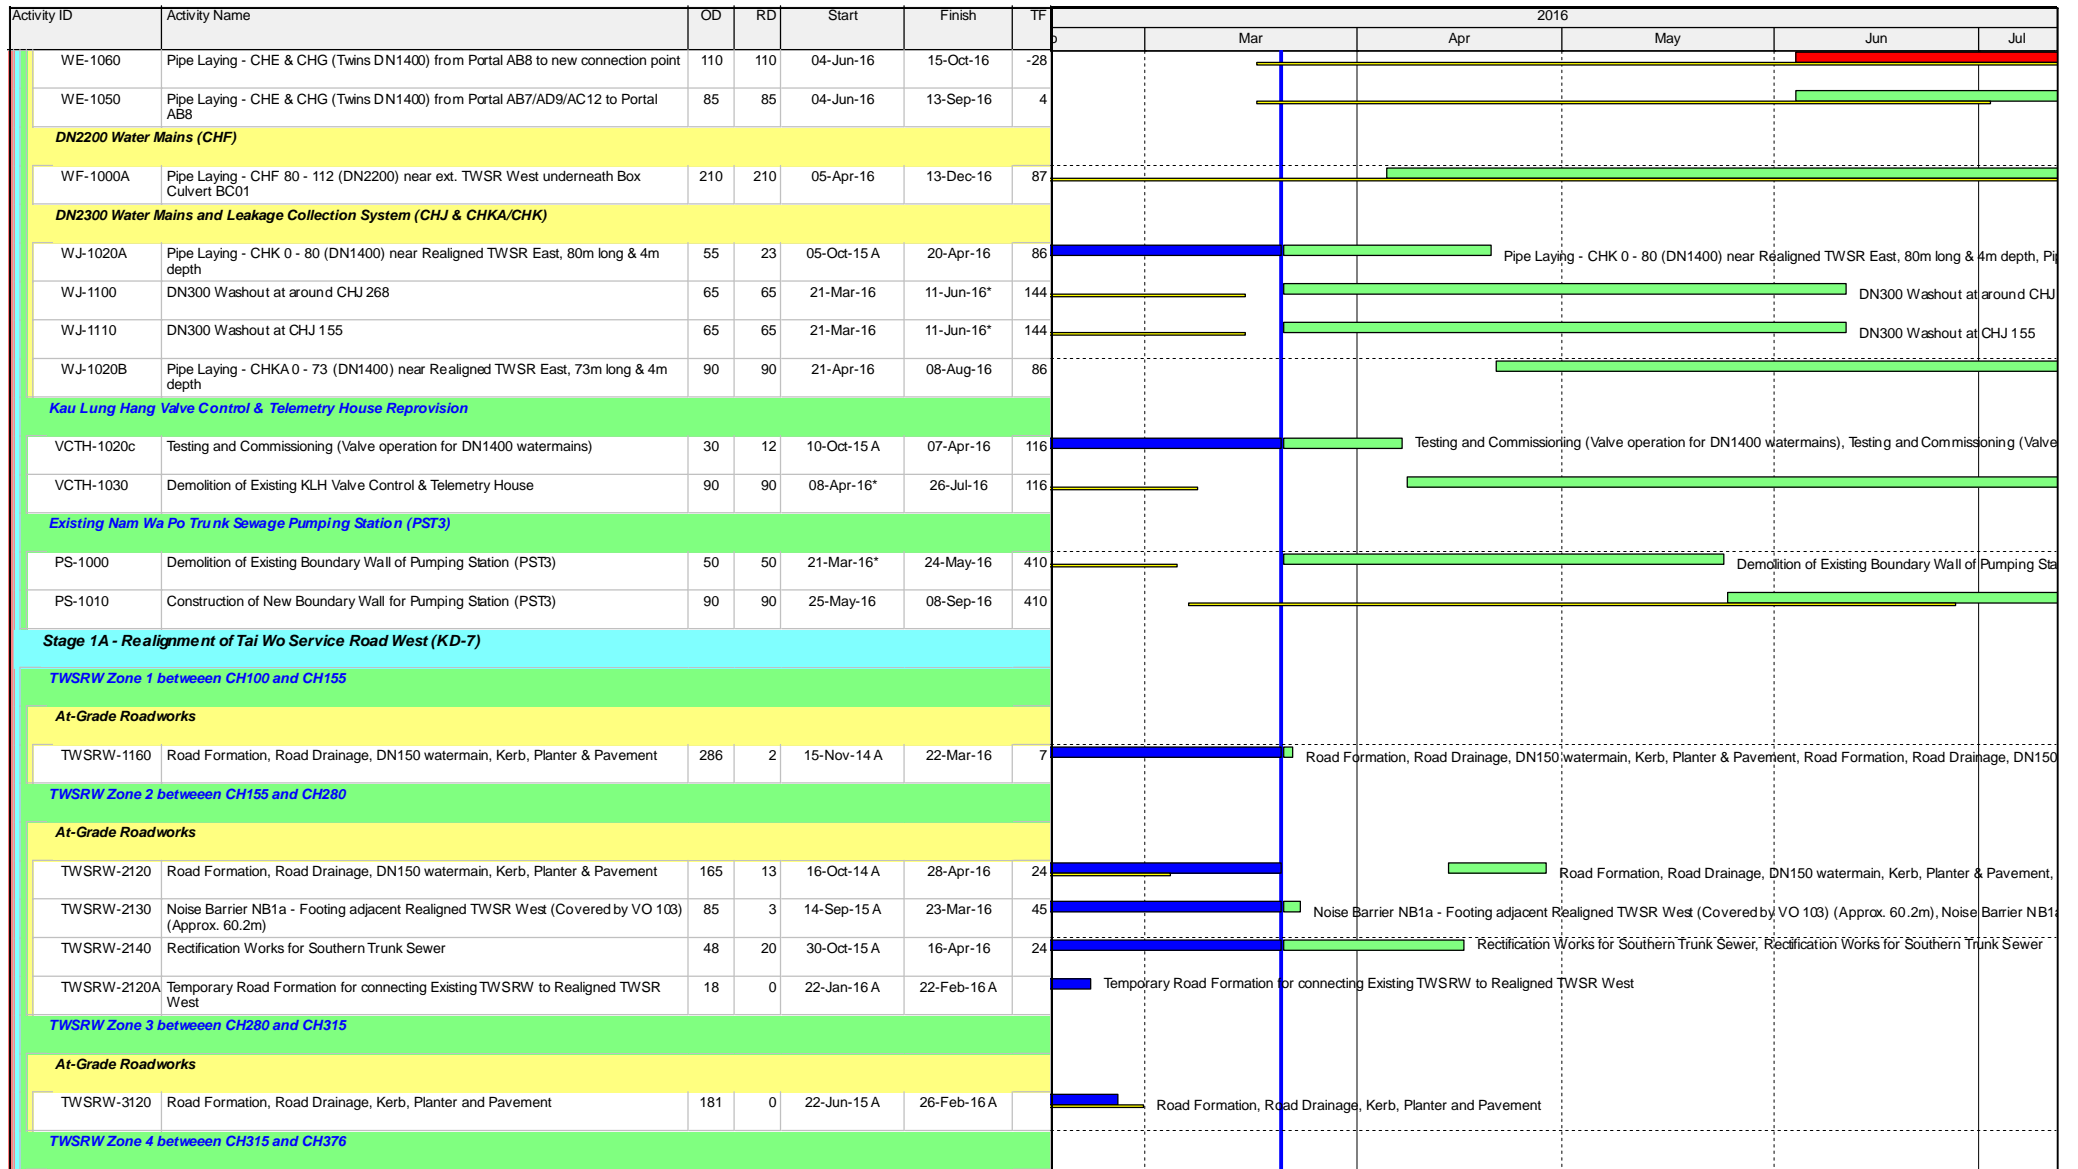 Activity ID Activity Name OD RD Start Finish TF 2016
Mar Apr May Jun Jul
WE-1060 Pipe Laying - CHE & CHG (Twins DN1400) from Portal AB8 to new connection point 110 110 04-Jun-16 15-Oct-16 -28
WE-1050 Pipe Laying - CHE & CHG (Twins DN1400) from Portal AB7/AD9/AC12 to Portal 85 85 04-Jun-16 13-Sep-16 4
AB8
DN2200 Water Mains (CHF)
WF-1000A Pipe Laying - CHF 80 - 112 (DN2200) near ext. TWSR West underneath Box 210 210 05-Apr-16 13-Dec-16 87
Culvert BC01
DN2300 Water Mains and Leakage Collection System (CHJ & CHKA/CHK)
WJ-1020A Pipe Laying - CHK 0 - 80 (DN1400) near Realigned TWSR East, 80m long & 4m 55 23 05-Oct-15 A 20-Apr-16 86 Pipe Laying - CHK 0 - 80 (DN1400) near Realigned TWSR East, 80m long & 4m depth, Pi
depth
WJ-1100 DN300 Washout at around CHJ 268 65 65 21-Mar-16 11-Jun-16* 144 DN300 Washout at around CHJ
WJ-1110 DN300 Washout at CHJ 155 65 65 21-Mar-16 11-Jun-16* 144 DN300 Washout at CHJ 155
WJ-1020B Pipe Laying - CHKA 0 - 73 (DN1400) near Realigned TWSR East, 73m long & 4m 90 90 21-Apr-16 08-Aug-16 86
depth
Kau Lung Hang Valve Control & Telemetry House Reprovision
VCTH-1020c Testing and Commissioning (Valve operation for DN1400 watermains) 30 12 10-Oct-15 A 07-Apr-16 116 Testing and Commissioning (Valve operation for DN1400 watermains), Testing and Commissioning (Valve
VCTH-1030 Demolition of Existing KLH Valve Control & Telemetry House 90 90 08-Apr-16* 26-Jul-16 116
Existing Nam Wa Po Trunk Sewage Pumping Station (PST3)
PS-1000 Demolition of Existing Boundary Wall of Pumping Station (PST3) 50 50 21-Mar-16* 24-May-16 410 Demolition of Existing Boundary Wall of Pumping Sta
PS-1010 Construction of New Boundary Wall for Pumping Station (PST3) 90 90 25-May-16 08-Sep-16 410
Stage 1A - Realignment of Tai Wo Service Road West (KD-7)
TWSRW Zone 1 betweeen CH100 and CH155
At-Grade Roadworks
TWSRW-1160 Road Formation, Road Drainage, DN150 watermain, Kerb, Planter & Pavement 286 2 15-Nov-14 A 22-Mar-16 7 Road Formation, Road Drainage, DN150 watermain, Kerb, Planter & Pavement, Road Formation, Road Drainage, DN150
TWSRW Zone 2 betweeen CH155 and CH280
At-Grade Roadworks
TWSRW-2120 Road Formation, Road Drainage, DN150 watermain, Kerb, Planter & Pavement 165 13 16-Oct-14 A 28-Apr-16 24 Road Formation, Road Drainage, DN150 watermain, Kerb, Planter & Pavement,
TWSRW-2130 Noise Barrier NB1a - Footing adjacent Realigned TWSR West (Covered by VO 103) 85 3 14-Sep-15 A 23-Mar-16 45 Noise Barrier NB1a - Footing adjacent Realigned TWSR West (Covered by VO 103) (Approx. 60.2m), Noise Barrier NB1a
(Approx. 60.2m)
TWSRW-2140 Rectification Works for Southern Trunk Sewer 48 20 30-Oct-15 A 16-Apr-16 24 Rectification Works for Southern Trunk Sewer, Rectification Works for Southern Trunk Sewer
TWSRW-2120A Temporary Road Formation for connecting Existing TWSRW to Realigned TWSR 18 0 22-Jan-16 A 22-Feb-16 A Temporary Road Formation for connecting Existing TWSRW to Realigned TWSR West
West
TWSRW Zone 3 betweeen CH280 and CH315
At-Grade Roadworks
TWSRW-3120 Road Formation, Road Drainage, Kerb, Planter and Pavement 181 0 22-Jun-15 A 26-Feb-16 A Road Formation, Road Drainage, Kerb, Planter and Pavement
TWSRW Zone 4 betweeen CH315 and CH376